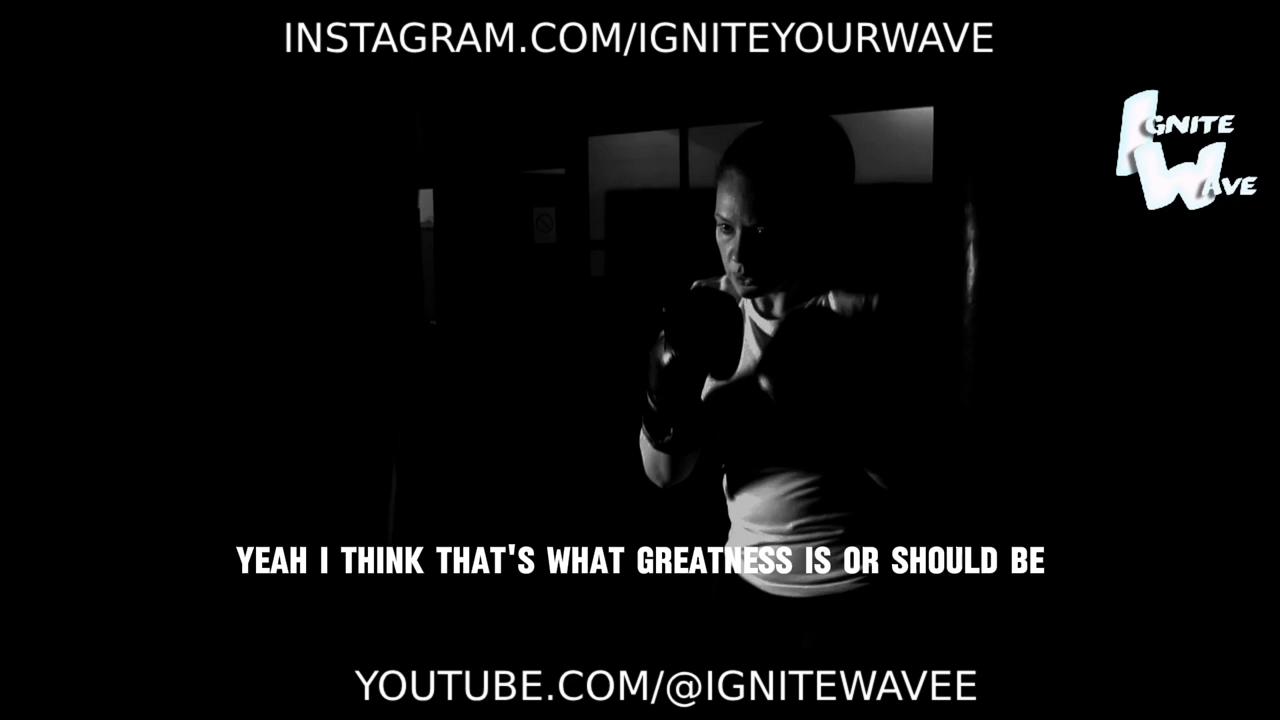 INSTAGRAM.COM/IGNITEYOURWAVE
IGNITE
WAVE
YEAH I THINK THAT'S WHAT GREATNESS IS OR SHOULD BE
YOUTUBE.COM/@IGNITEWAVEE